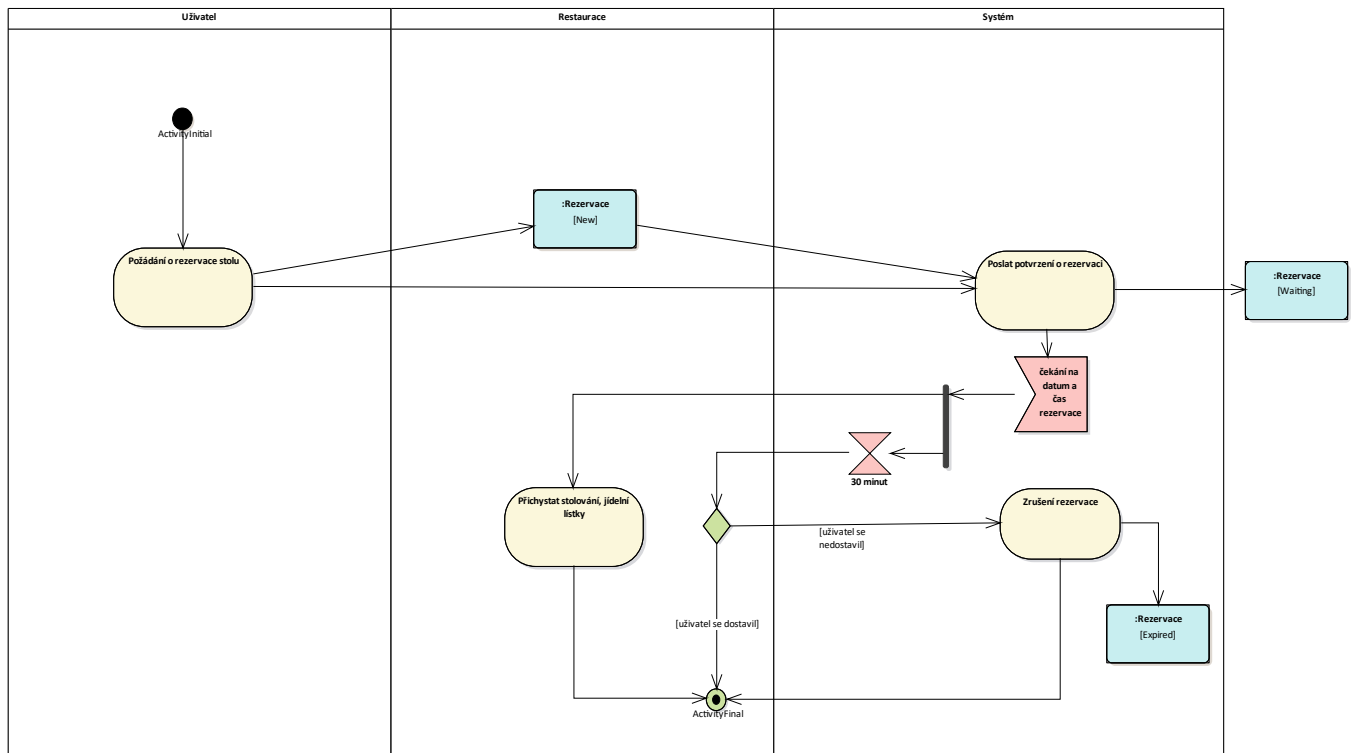 Uživatel
Restaurace
Systém
ActivityInitial
:Rezervace
[New]
Požádání o rezervace stolu
Poslat potvrzení o rezervaci
:Rezervace
[Waiting]
čekání na
datum a
čas
rezervace
30 minut
Přichystat stolování, jídelní
lístky
Zrušení rezervace
[uživatel se
nedostavil]
:Rezervace
[Expired]
[uživatel se dostavil]
ActivityFinal